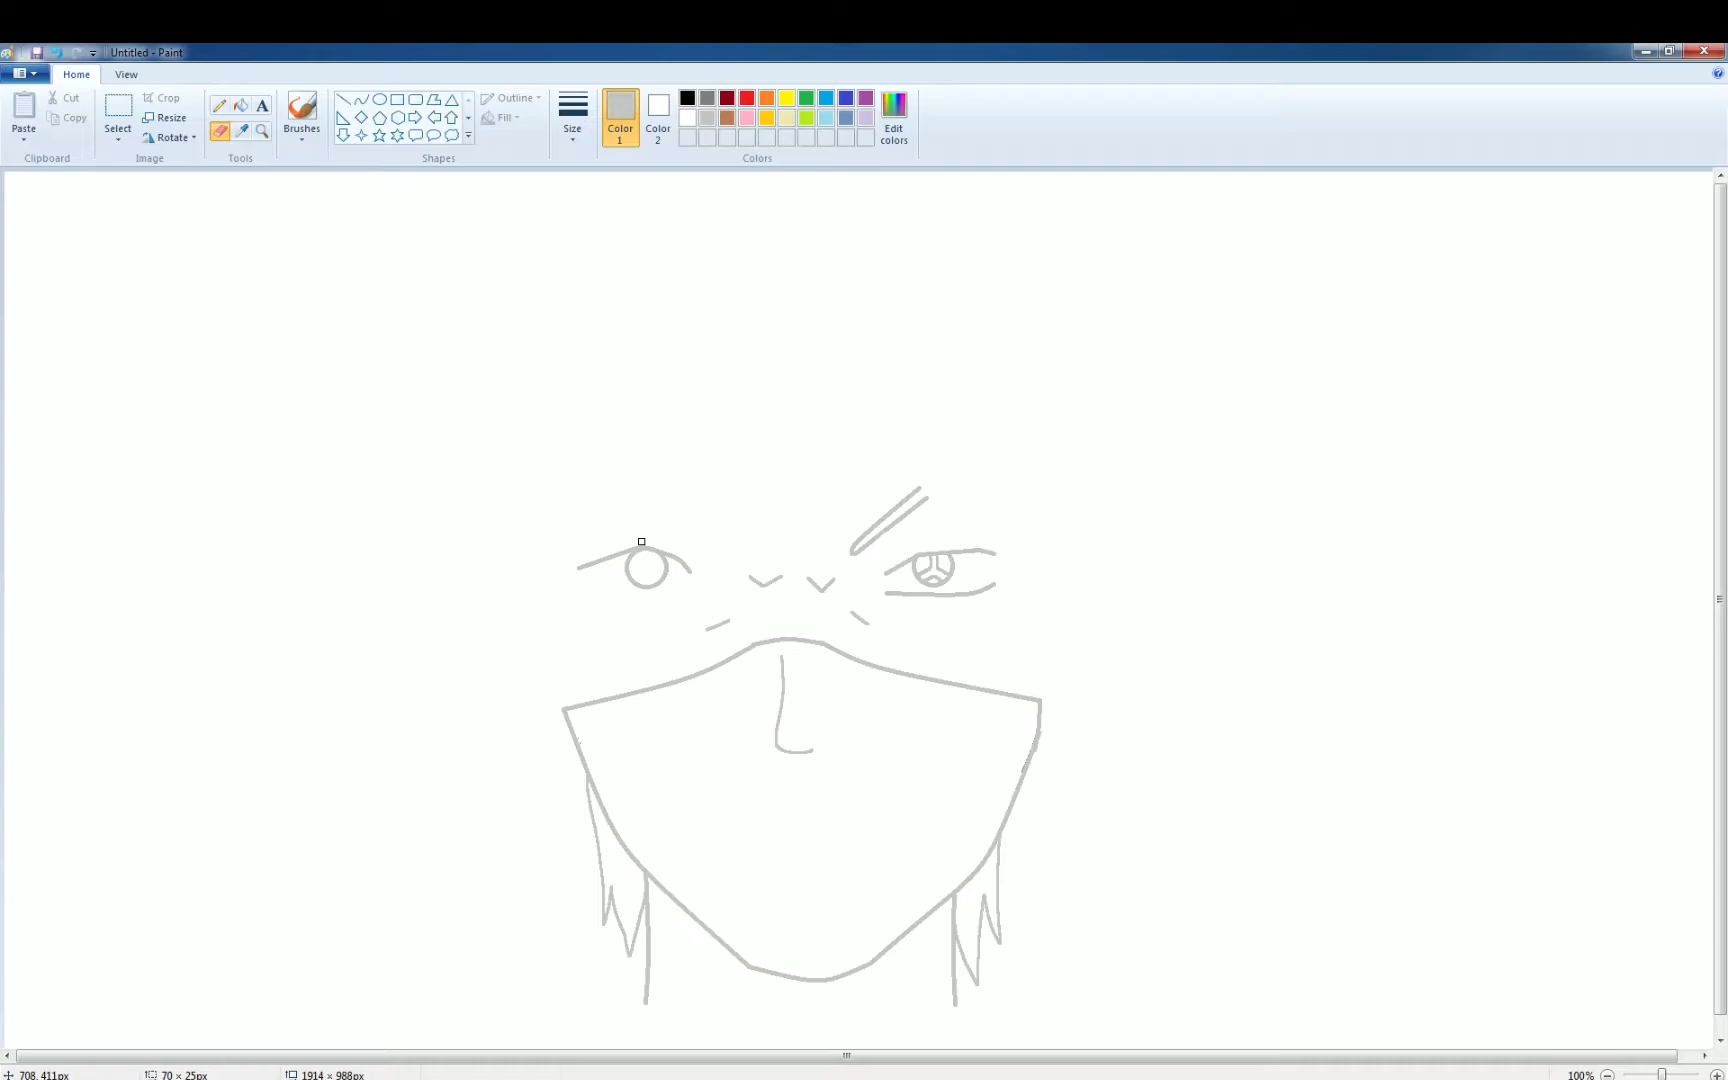 Untitled - Paint
Home View
Paste
Cut
Copy
Clipboard
Select
Crop
Resize
Rotate
Image
A
Tools
Brushes
Shapes
Outline
Fill
Size
Color 1
Color 2
Edit colors
Colors
708, 411px
70 × 25px
1914 × 988px
100%